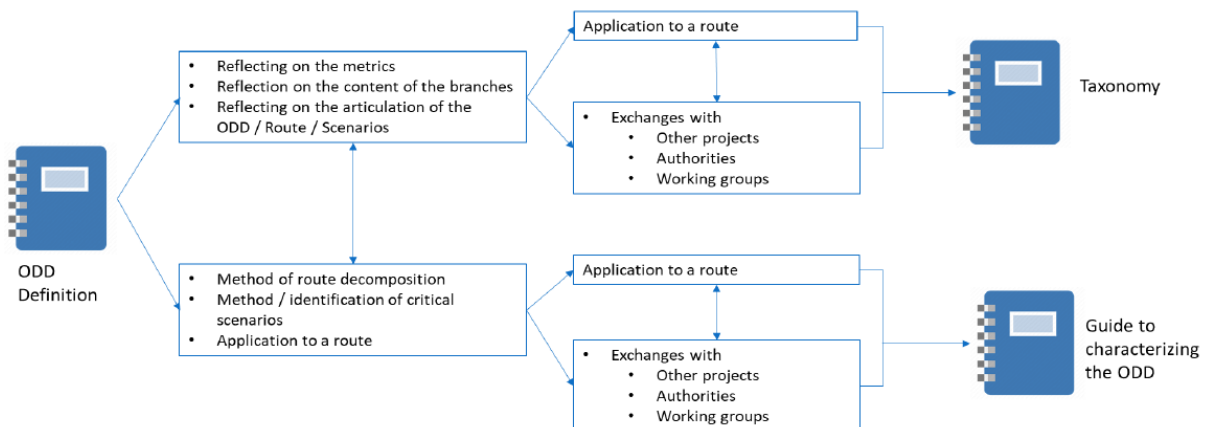 ODD
Definition
• Reflecting on the metrics
• Reflection on the content of the branches
• Reflecting on the articulation of the
ODD / Route / Scenarios
• Method of route decomposition
• Method / identification of critical
scenarios
• Application to a route
Application to a route
• Exchanges with
• Other projects
• Authorities
• Working groups
Taxonomy
Application to a route
• Exchanges with
• Other projects
• Authorities
• Working groups
Guide to
characterizing
the ODD